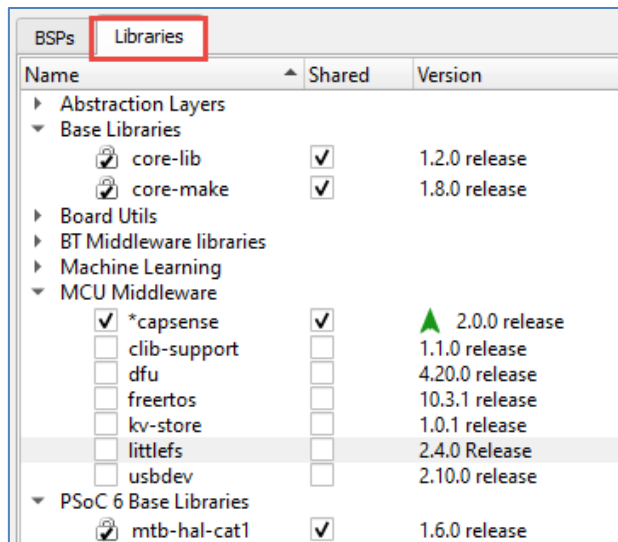 BSPs Libraries
Name Shared Version
Abstraction Layers
Base Libraries
core-lib 1.2.0 release
core-make 1.8.0 release
Board Utils
BT Middleware libraries
Machine Learning
MCU Middleware
*capsense 2.0.0 release
clib-support 1.1.0 release
dfu 4.20.0 release
freertos 10.3.1 release
kv-store 1.0.1 release
littlefs 2.4.0 Release
usbdev 2.10.0 release
PSoC 6 Base Libraries
mtb-hal-cat1 1.6.0 release